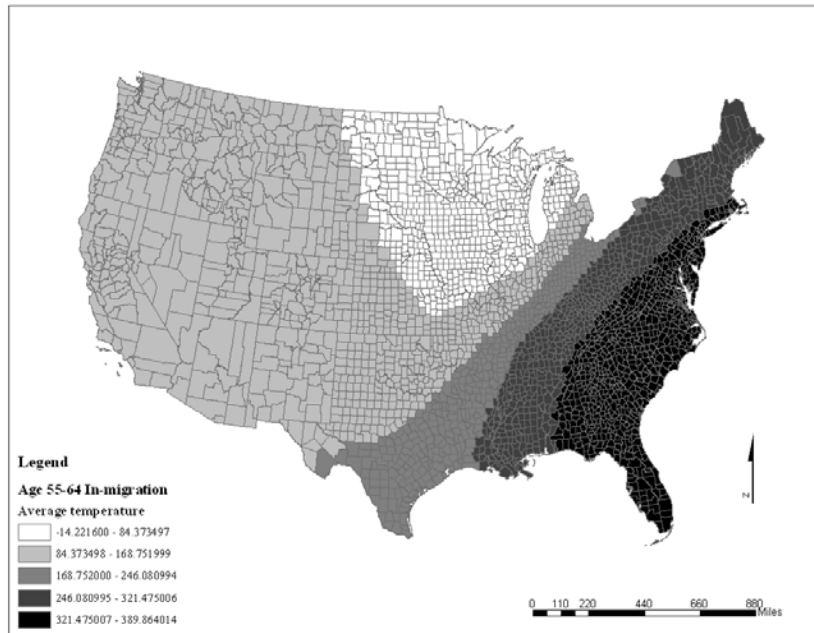 Legend
Age 55-64 In-migration
Average temperature
-14.221600 - 84.373497
84.373498 - 168.751999
168.752000 - 246.080994
246.080995 - 321.475006
321.475007 - 389.864014
N
0 110 220 440 660 880
Miles